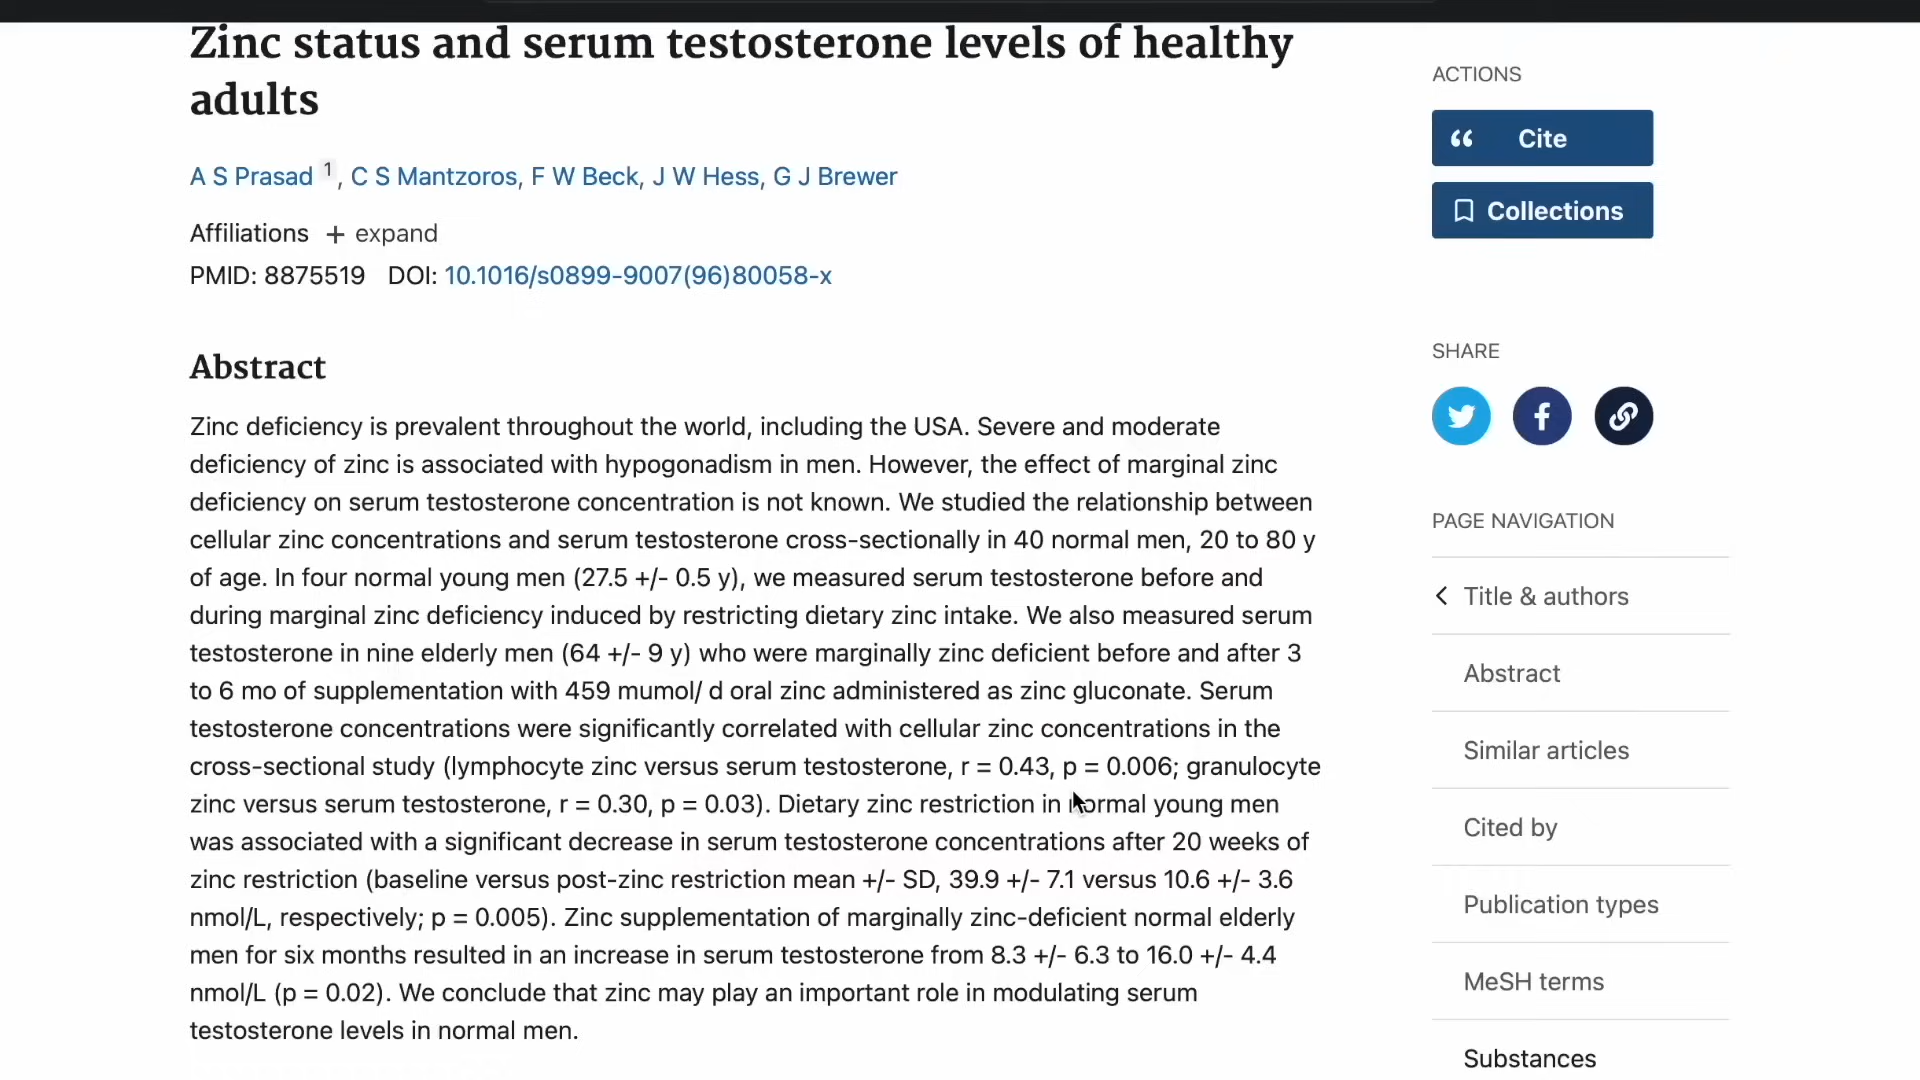 Zinc status and serum testosterone levels of healthy
adults
A S Prasad 1, C S Mantzoros, F W Beck, J W Hess, G J Brewer
Affiliations + expand
PMID: 8875519 DOI: 10.1016/s0899-9007(96)80058-x
Abstract
Zinc deficiency is prevalent throughout the world, including the USA. Severe and moderate
deficiency of zinc is associated with hypogonadism in men. However, the effect of marginal zinc
deficiency on serum testosterone concentration is not known. We studied the relationship between
cellular zinc concentrations and serum testosterone cross-sectionally in 40 normal men, 20 to 80 y
of age. In four normal young men (27.5 +/- 0.5 y), we measured serum testosterone before and
during marginal zinc deficiency induced by restricting dietary zinc intake. We also measured serum
testosterone in nine elderly men (64 +/- 9 y) who were marginally zinc deficient before and after 3
to 6 mo of supplementation with 459 mumol/ d oral zinc administered as zinc gluconate. Serum
testosterone concentrations were significantly correlated with cellular zinc concentrations in the
cross-sectional study (lymphocyte zinc versus serum testosterone, r = 0.43, p = 0.006; granulocyte
zinc versus serum testosterone, r = 0.30, p = 0.03). Dietary zinc restriction in normal young men
was associated with a significant decrease in serum testosterone concentrations after 20 weeks of
zinc restriction (baseline versus post-zinc restriction mean +/- SD, 39.9 +/- 7.1 versus 10.6 +/- 3.6
nmol/L, respectively; p = 0.005). Zinc supplementation of marginally zinc-deficient normal elderly
men for six months resulted in an increase in serum testosterone from 8.3 +/- 6.3 to 16.0 +/- 4.4
nmol/L (p = 0.02). We conclude that zinc may play an important role in modulating serum
testosterone levels in normal men.
ACTIONS
Cite
Collections
SHARE
PAGE NAVIGATION
Title & authors
Abstract
Similar articles
Cited by
Publication types
MeSH terms
Substances